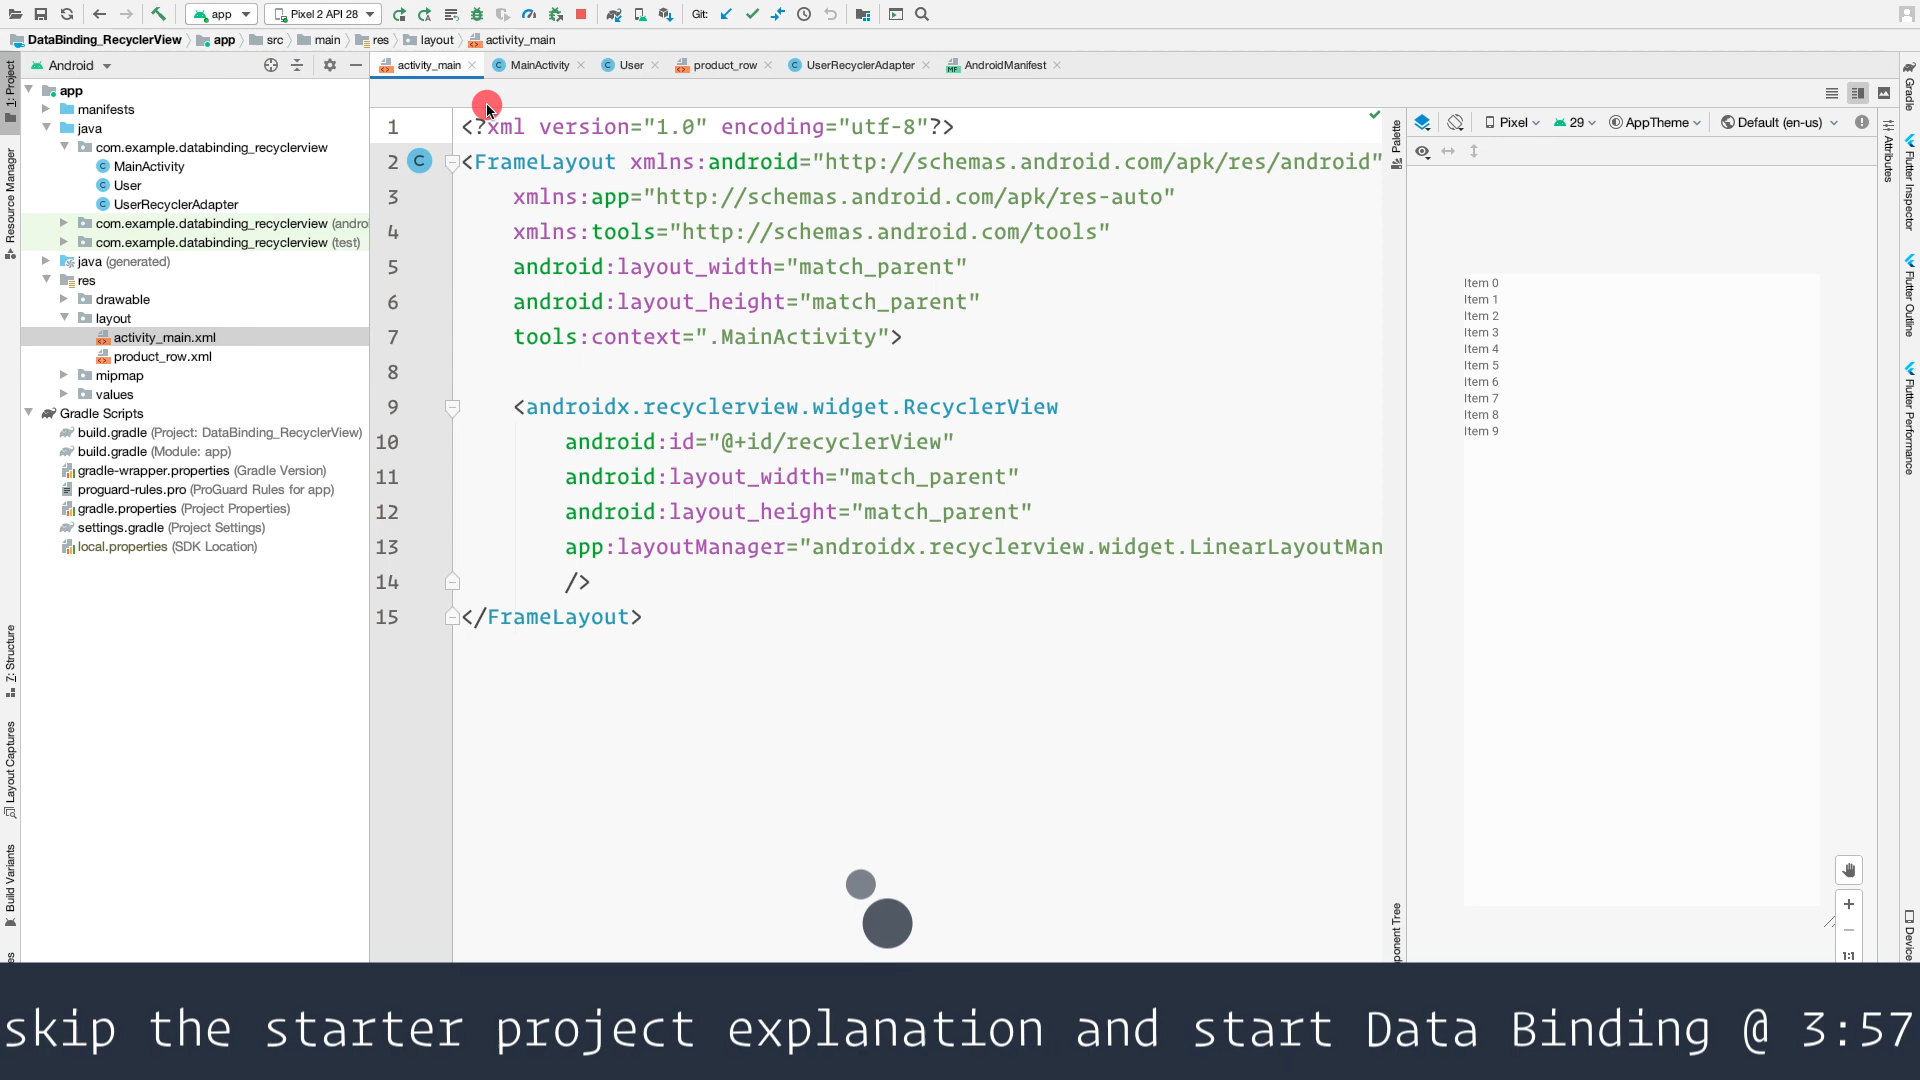 app
Pixel 2 API 28
Git:
DataBinding_RecyclerView
app
src
main
res
layout
activity_main
Android
activity_main
MainActivity
User
product_row
UserRecyclerAdapter
AndroidManifest
1: Project
Resource Manager
Z: Structure
Layout Captures
Build Variants
app
manifests
java
com.example.databinding_recyclerview
MainActivity
User
UserRecyclerAdapter
com.example.databinding_recyclerview (andro
com.example.databinding_recyclerview (test)
java (generated)
res
drawable
layout
activity_main.xml
product_row.xml
mipmap
values
Gradle Scripts
build.gradle (Project: DataBinding_RecyclerView)
build.gradle (Module: app)
gradle-wrapper.properties (Gradle Version)
proguard-rules.pro (ProGuard Rules for app)
gradle.properties (Project Properties)
settings.gradle (Project Settings)
local.properties (SDK Location)
1 <?xml version="1.0" encoding="utf-8"?>
2 <FrameLayout xmlns:android="http://schemas.android.com/apk/res/android"
3 xmlns:app="http://schemas.android.com/apk/res-auto"
4 xmlns:tools="http://schemas.android.com/tools"
5 android:layout_width="match_parent"
6 android:layout_height="match_parent"
7 tools:context=".MainActivity">
8
9 <androidx.recyclerview.widget.RecyclerView
10 android:id="@+id/recyclerView"
11 android:layout_width="match_parent"
12 android:layout_height="match_parent"
13 app:layoutManager="androidx.recyclerview.widget.LinearLayoutMan
14 />
15 </FrameLayout>
Palette
ponent Tree
Pixel
29
AppTheme
Default (en-us)
Item 0
Item 1
Item 2
Item 3
Item 4
Item 5
Item 6
Item 7
Item 8
Item 9
1:1
Attributes
Gradle
Flutter Inspector
Flutter Outline
Flutter Performance
Device
skip the starter project explanation and start Data Binding @ 3:57